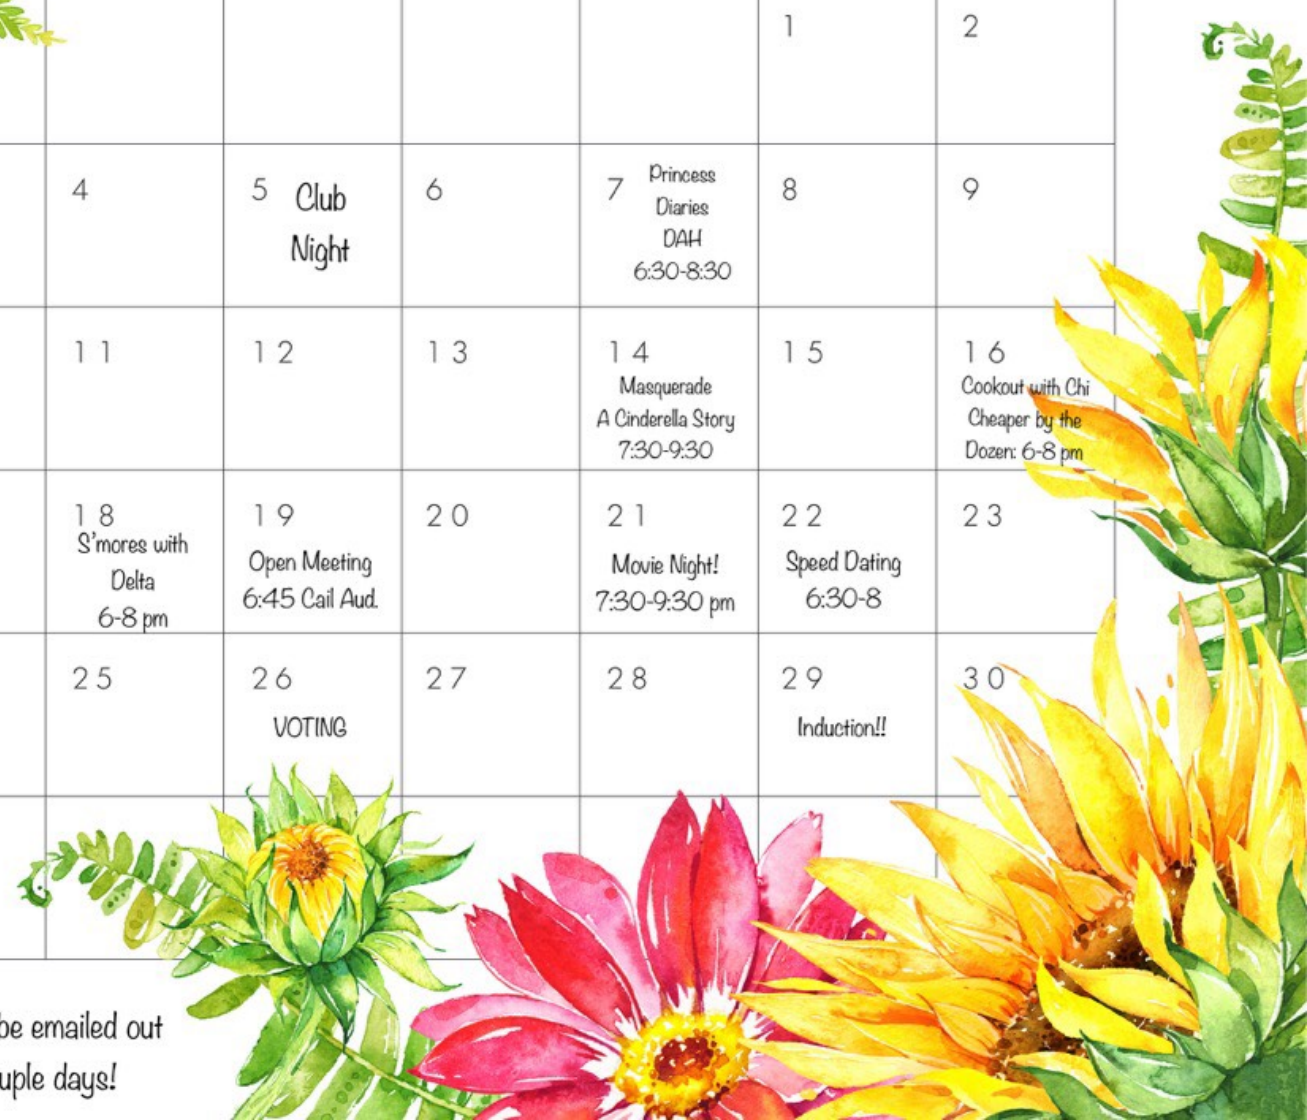 1
2
4
5
Club
Night
6
7
Princess
Diaries
DAH
6:30-8:30
8
9
11
12
13
14
Masquerade
A Cinderella Story
7:30-9:30
15
16
Cookout with Chi
Cheaper by the
Dozen: 6-8 pm
18
S'mores with
Delta
6-8 pm
19
Open Meeting
6:45 Cail Aud.
20
21
Movie Night!
7:30-9:30 pm
22
Speed Dating
6:30-8
23
25
26
VOTING
27
28
29
Induction!!
30
be emailed out
uple days!